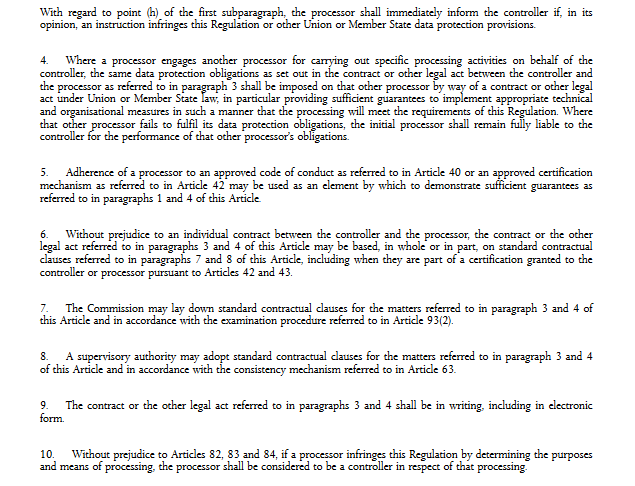 With regard to point (h) of the first subparagraph, the processor shall immediately inform the controller if, in its
opinion, an instruction infringes this Regulation or other Union or Member State data protection provisions.
4. Where a processor engages another processor for carrying out specific processing activities on behalf of the
controller, the same data protection obligations as set out in the contract or other legal act between the controller and
the processor as referred to in paragraph 3 shall be imposed on that other processor by way of a contract or other legal
act under Union or Member State law, in particular providing sufficient guarantees to implement appropriate technical
and organisational measures in such a manner that the processing will meet the requirements of this Regulation. Where
that other processor fails to fulfil its data protection obligations, the initial processor shall remain fully liable to the
controller for the performance of that other processor's obligations.
5. Adherence of a processor to an approved code of conduct as referred to in Article 40 or an approved certification
mechanism as referred to in Article 42 may be used as an element by which to demonstrate sufficient guarantees as
referred to in paragraphs 1 and 4 of this Article.
6. Without prejudice to an individual contract between the controller and the processor, the contract or the other
legal act referred to in paragraphs 3 and 4 of this Article may be based, in whole or in part, on standard contractual
clauses referred to in paragraphs 7 and 8 of this Article, including when they are part of a certification granted to the
controller or processor pursuant to Articles 42 and 43.
7. The Commission may lay down standard contractual clauses for the matters referred to in paragraph 3 and 4 of
this Article and in accordance with the examination procedure referred to in Article 93(2).
8. A supervisory authority may adopt standard contractual clauses for the matters referred to in paragraph 3 and 4
of this Article and in accordance with the consistency mechanism referred to in Article 63.
9. The contract or the other legal act referred to in paragraphs 3 and 4 shall be in writing, including in electronic
form.
10. Without prejudice to Articles 82, 83 and 84, if a processor infringes this Regulation by determining the purposes
and means of processing, the processor shall be considered to be a controller in respect of that processing.